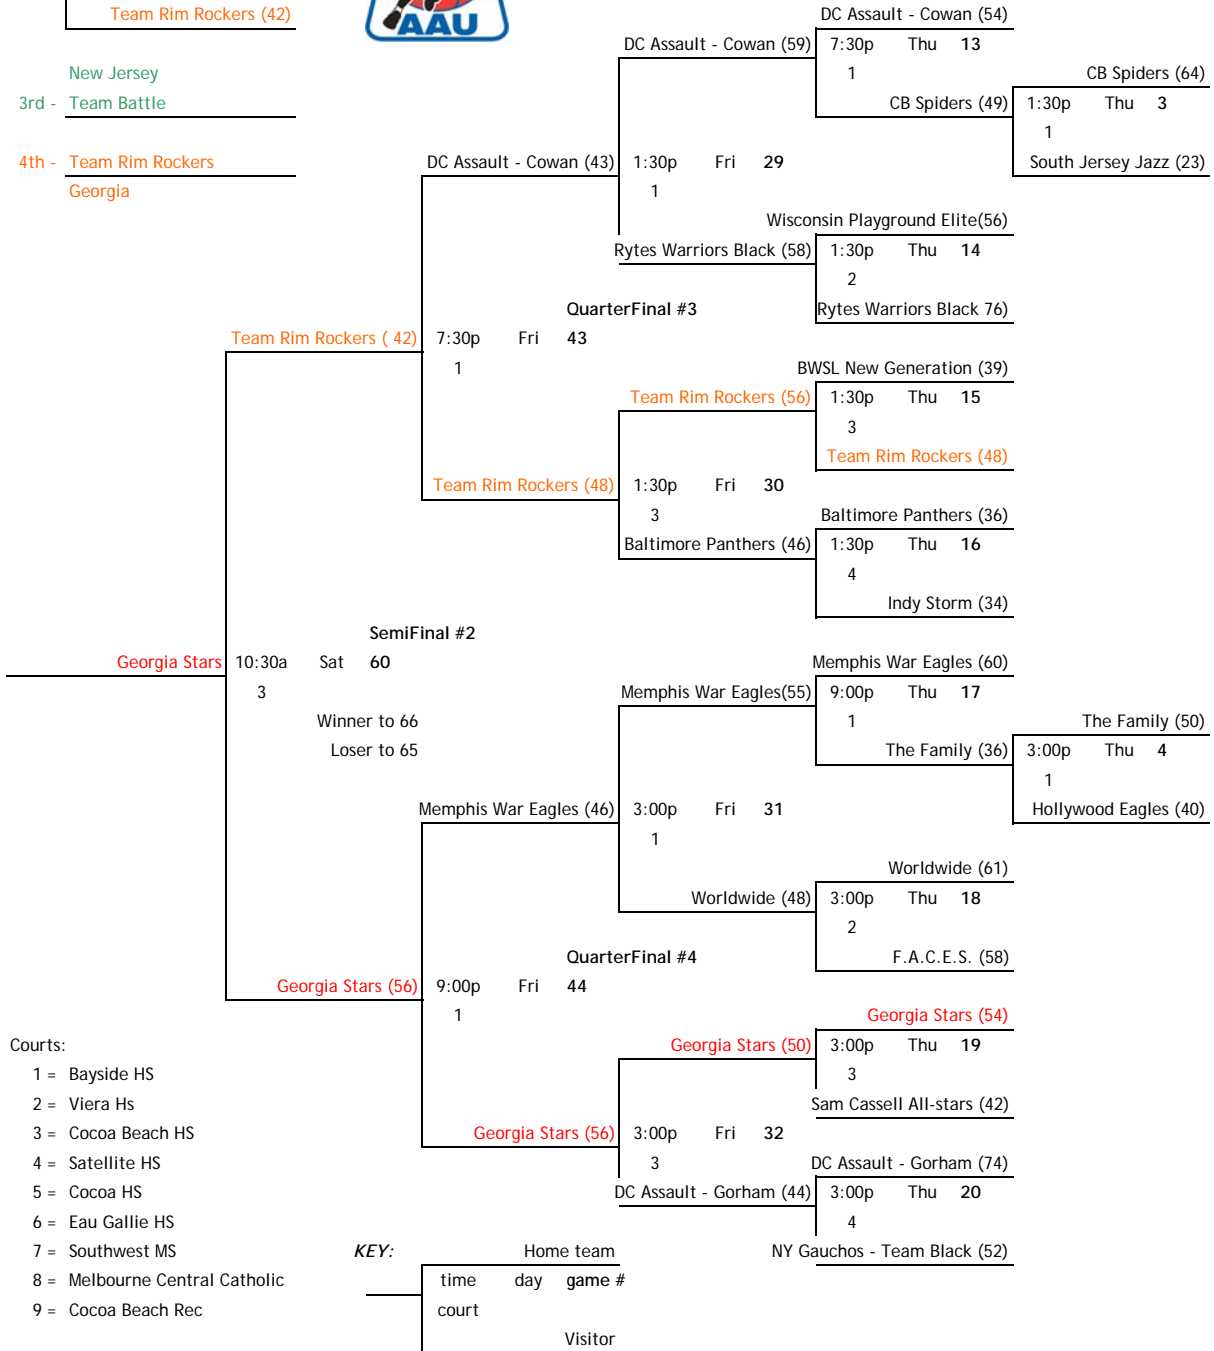 Team Rim Rockers (42)
AAU
DC Assault - Cowan (54)
DC Assault - Cowan (59) 7:30p Thu 13
New Jersey 1 CB Spiders (64)
3rd - Team Battle CB Spiders (49) 1:30p Thu 3
1
4th - Team Rim Rockers DC Assault - Cowan (43) 1:30p Fri 29 South Jersey Jazz (23)
Georgia 1
Wisconsin Playground Elite(56)
Rytes Warriors Black (58) 1:30p Thu 14
2
QuarterFinal #3 Rytes Warriors Black 76)
Team Rim Rockers ( 42) 7:30p Fri 43
1 BWSL New Generation (39)
Team Rim Rockers (56) 1:30p Thu 15
3
Team Rim Rockers (48)
Team Rim Rockers (48) 1:30p Fri 30
3 Baltimore Panthers (36)
Baltimore Panthers (46) 1:30p Thu 16
4
Indy Storm (34)
SemiFinal #2
Georgia Stars 10:30a Sat 60 Memphis War Eagles (60)
3 Memphis War Eagles(55) 9:00p Thu 17
Winner to 66 1 The Family (50)
Loser to 65 The Family (36) 3:00p Thu 4
1
Memphis War Eagles (46) 3:00p Fri 31 Hollywood Eagles (40)
1
Worldwide (61)
Worldwide (48) 3:00p Thu 18
2
QuarterFinal #4 F.A.C.E.S. (58)
Georgia Stars (56) 9:00p Fri 44
1 Georgia Stars (54)
Courts: Georgia Stars (50) 3:00p Thu 19
1 = Bayside HS 3
2 = Viera Hs Sam Cassell All-stars (42)
3 = Cocoa Beach HS Georgia Stars (56) 3:00p Fri 32
4 = Satellite HS 3 DC Assault - Gorham (74)
5 = Cocoa HS DC Assault - Gorham (44) 3:00p Thu 20
6 = Eau Gallie HS 4
7 = Southwest MS KEY: Home team NY Gauchos - Team Black (52)
8 = Melbourne Central Catholic time day game #
9 = Cocoa Beach Rec court
Visitor